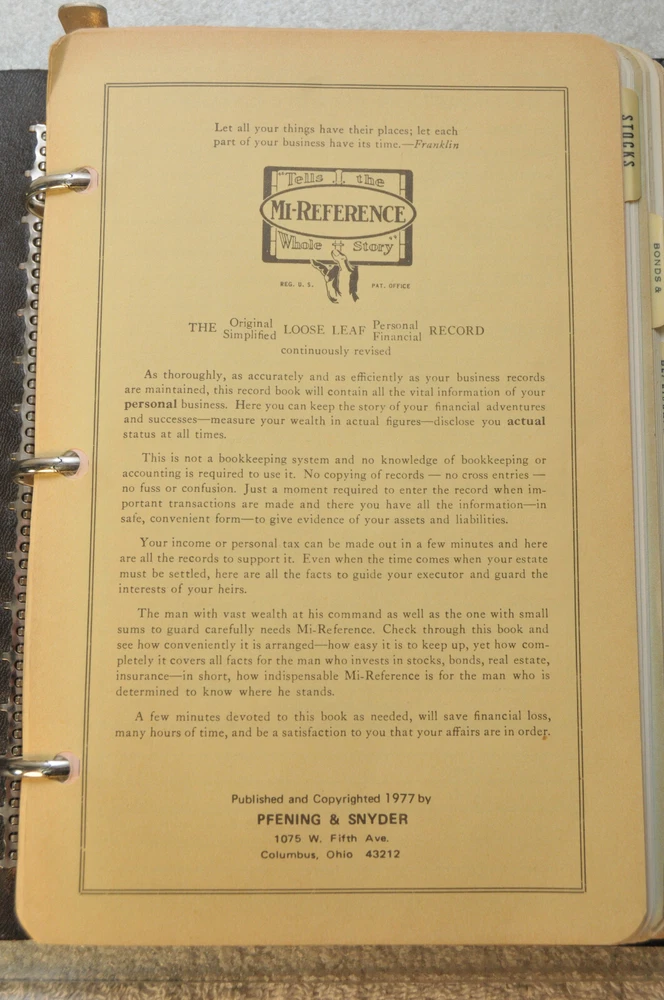 Let all your things have their places; let each
part of your business have its time.—Franklin
"Tells the
MI-REFERENCE
Whole Story"
REG. U. S. PAT. OFFICE
THE Original Simplified LOOSE LEAF Personal Financial RECORD
continuously revised
As thoroughly, as accurately and as efficiently as your business records
are maintained, this record book will contain all the vital information of your
personal business. Here you can keep the story of your financial adventures
and successes—measure your wealth in actual figures—disclose you actual
status at all times.
This is not a bookkeeping system and no knowledge of bookkeeping or
accounting is required to use it. No copying of records — no cross entries —
no fuss or confusion. Just a moment required to enter the record when im-
portant transactions are made and there you have all the information—in
safe, convenient form—to give evidence of your assets and liabilities.
Your income or personal tax can be made out in a few minutes and here
are all the records to support it. Even when the time comes when your estate
must be settled, here are all the facts to guide your executor and guard the
interests of your heirs.
The man with vast wealth at his command as well as the one with small
sums to guard carefully needs Mi-Reference. Check through this book and
see how conveniently it is arranged—how easy it is to keep up, yet how com-
pletely it covers all facts for the man who invests in stocks, bonds, real estate,
insurance—in short, how indispensable Mi-Reference is for the man who is
determined to know where he stands.
A few minutes devoted to this book as needed, will save financial loss,
many hours of time, and be a satisfaction to you that your affairs are in order.
Published and Copyrighted 1977 by
PFENING & SNYDER
1075 W. Fifth Ave.
Columbus, Ohio 43212
STOCKS
BONDS &